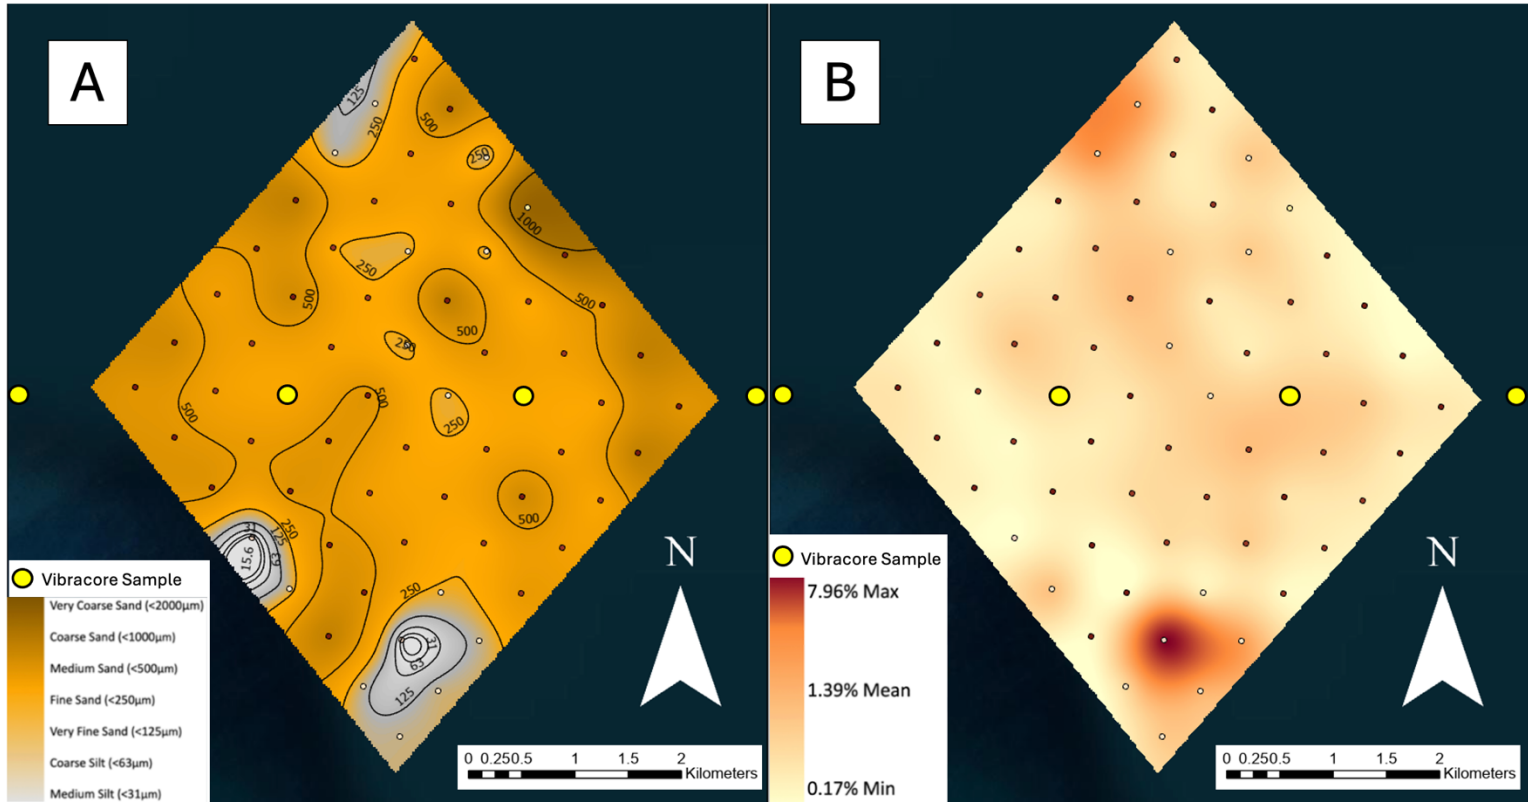 A
125
250
500
250
1000
250
500
500
500
250
500
500
250
500
250
31
125
63
15.6
250
31
63
125
N
Vibracore Sample
Very Coarse Sand (<2000µm)
Coarse Sand (<1000µm)
Medium Sand (<500µm)
Fine Sand (<250µm)
Very Fine Sand (<125µm)
Coarse Silt (<63µm)
Medium Silt (<31µm)
0 0.25 0.5 1 1.5 2
Kilometers
B
N
Vibracore Sample
7.96% Max
1.39% Mean
0.17% Min
0 0.25 0.5 1 1.5 2
Kilometers